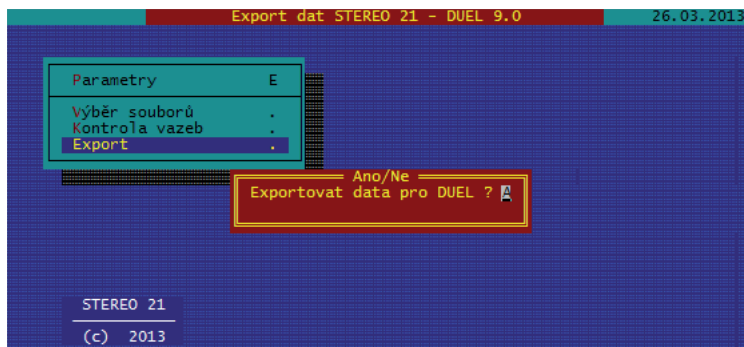 Export dat STEREO 21 - DUEL 9.0 26.03.2013
Parametry E
Výběr souborů .
Kontrola vazeb .
Export .
Ano/Ne
Exportovat data pro DUEL ? A
STEREO 21
(c) 2013